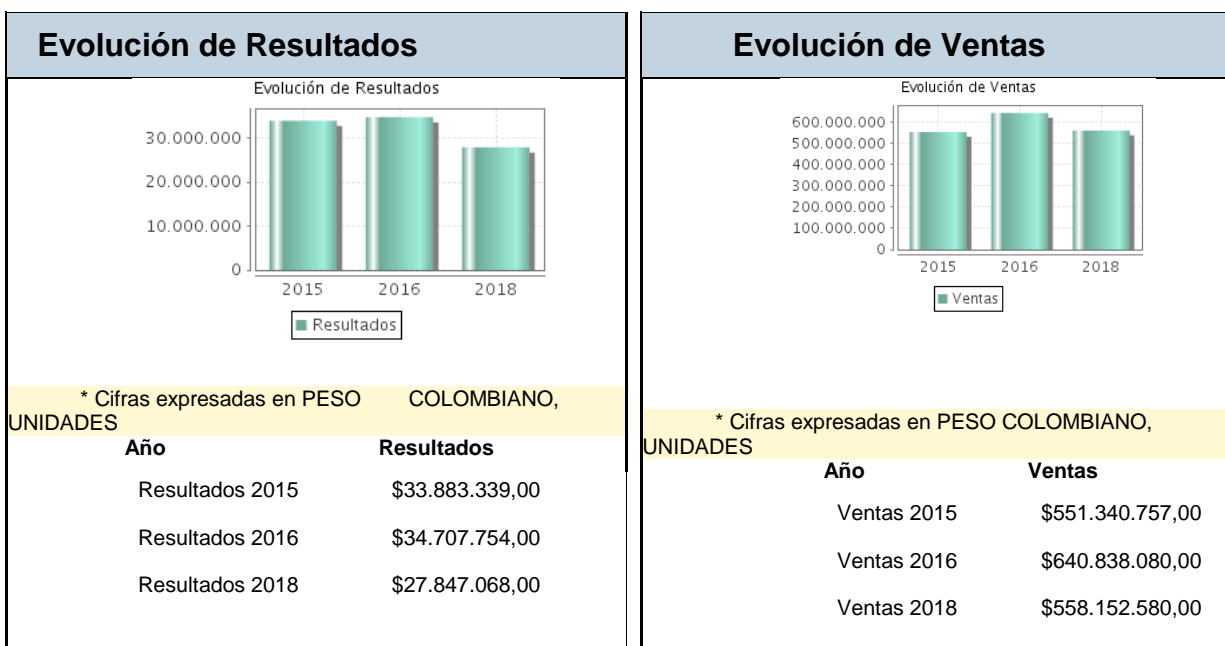 Evolución de Resultados
Evolución de Resultados
30.000.000
20.000.000
10.000.000
0
2015 2016 2018
Resultados
* Cifras expresadas en PESO COLOMBIANO,
UNIDADES
Año Resultados
Resultados 2015 $33.883.339,00
Resultados 2016 $34.707.754,00
Resultados 2018 $27.847.068,00
Evolución de Ventas
Evolución de Ventas
600.000.000
500.000.000
400.000.000
300.000.000
200.000.000
100.000.000
0
2015 2016 2018
Ventas
* Cifras expresadas en PESO COLOMBIANO,
UNIDADES
Año Ventas
Ventas 2015 $551.340.757,00
Ventas 2016 $640.838.080,00
Ventas 2018 $558.152.580,00